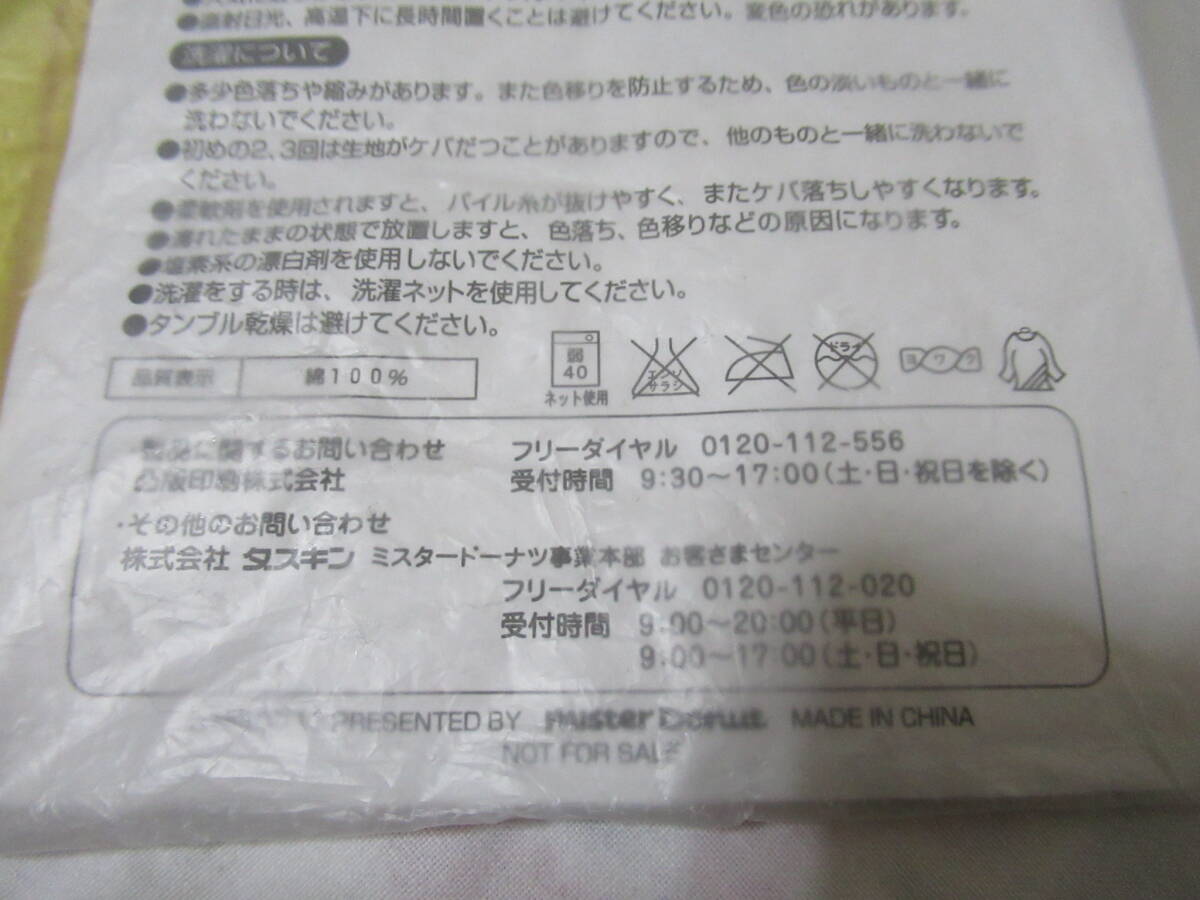 ●直射日光、高温下に長時間置くことは避けてください。変色の恐れがあります。
洗濯について
●多少色落ちや縮みがあります。また色移りを防止するため、色の淡いものと一緒に
洗わないでください。
●初めの2、3回は生地がケバだつことがありますので、他のものと一緒に洗わないで
ください。
●柔軟剤を使用されますと、パイル糸が抜けやすく、またケバ落ちしやすくなります。
●濡れたままの状態で放置しますと、色落ち、色移りなどの原因になります。
●塩素系の漂白剤を使用しないでください。
●洗濯をする時は、洗濯ネットを使用してください。
●タンブル乾燥は避けてください。
品質表示 綿100%
弱
40
ネット使用
エンソ
サラシ
ドライ
ヨワク
・製品に関するお問い合わせ フリーダイヤル 0120-112-556
凸版印刷株式会社 受付時間 9:30〜17:00(土・日・祝日を除く)
・その他のお問い合わせ
株式会社 ダスキン ミスタードーナツ事業本部 お客さまセンター
フリーダイヤル 0120-112-020
受付時間 9:00〜20:00(平日)
9:00〜17:00(土・日・祝日)
PRESENTED BY Mister Donut MADE IN CHINA
NOT FOR SALE